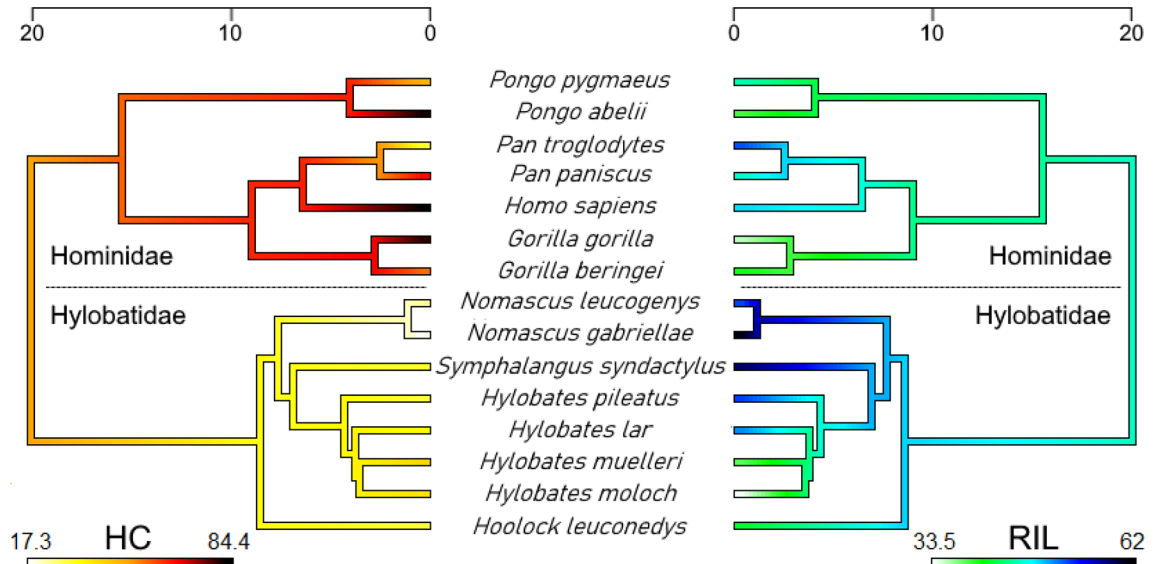 20 10 0 0 10 20
Pongo pygmaeus
Pongo abelii
Pan troglodytes
Pan paniscus
Homo sapiens
Gorilla gorilla
Hominidae Hominidae
Gorilla beringei
Nomascus leucogenys
Hylobatidae Hylobatidae
Nomascus gabriellae
Symphalangus syndactylus
Hylobates pileatus
Hylobates lar
Hylobates muelleri
Hylobates moloch
Hoolock leuconedys
17.3 HC 84.4 33.5 RIL 62